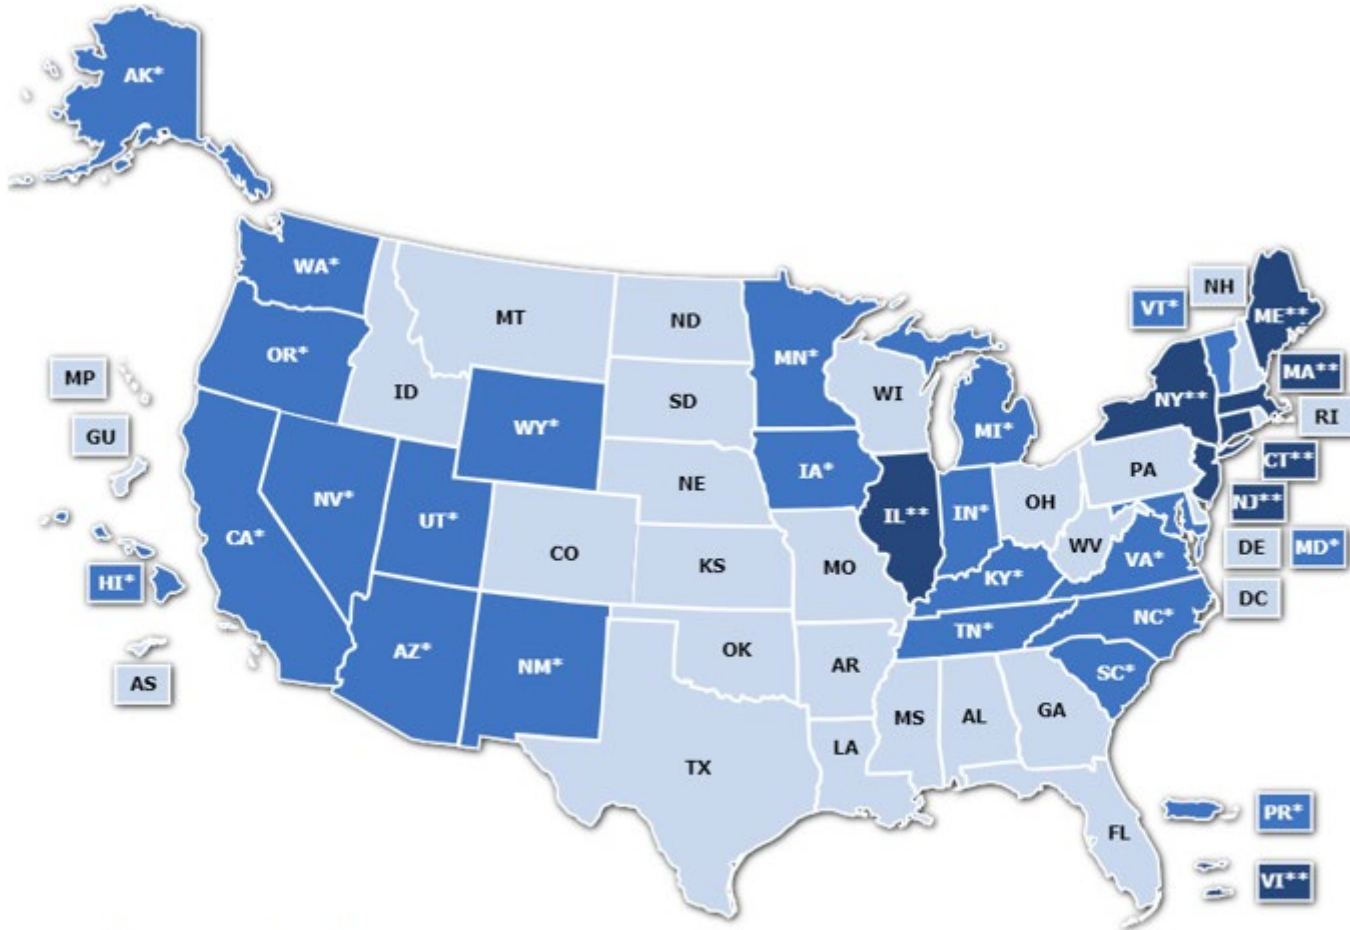 AK*
WA*
MT
ND
MN*
VT*
NH
ME**
OR*
ID
WY*
SD
WI
MI*
NY**
MA**
RI
CT**
MP
GU
NV*
UT*
NE
IA*
IL**
IN*
OH
PA
NJ**
CA*
CO
KS
MO
KY*
WV
VA*
DE
MD*
DC
HI*
AS
AZ*
NM*
OK
AR
TN*
NC*
SC*
TX
LA
MS
AL
GA
FL
PR*
VI**